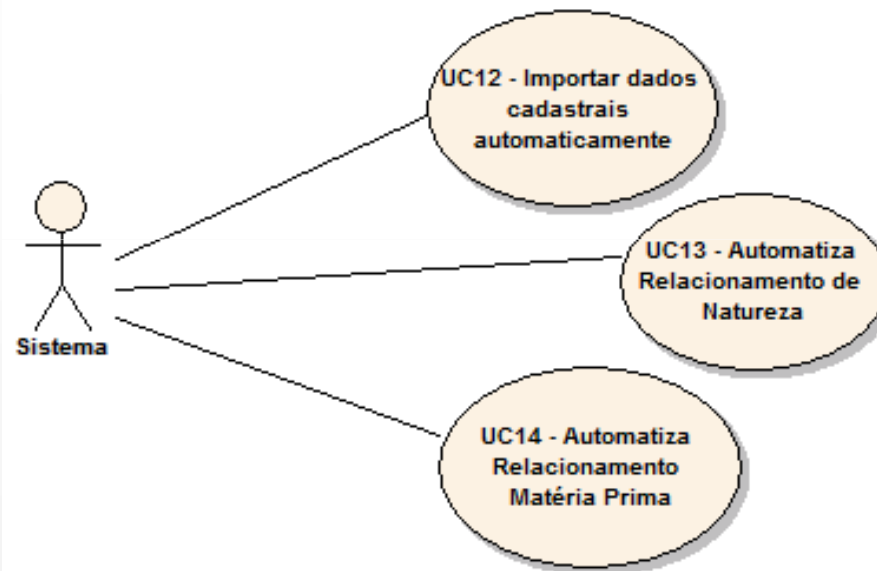 UC12 - Importar dados
cadastrais
automaticamente
UC13 - Automatiza
Relacionamento de
Natureza
Sistema
UC14 - Automatiza
Relacionamento
Matéria Prima